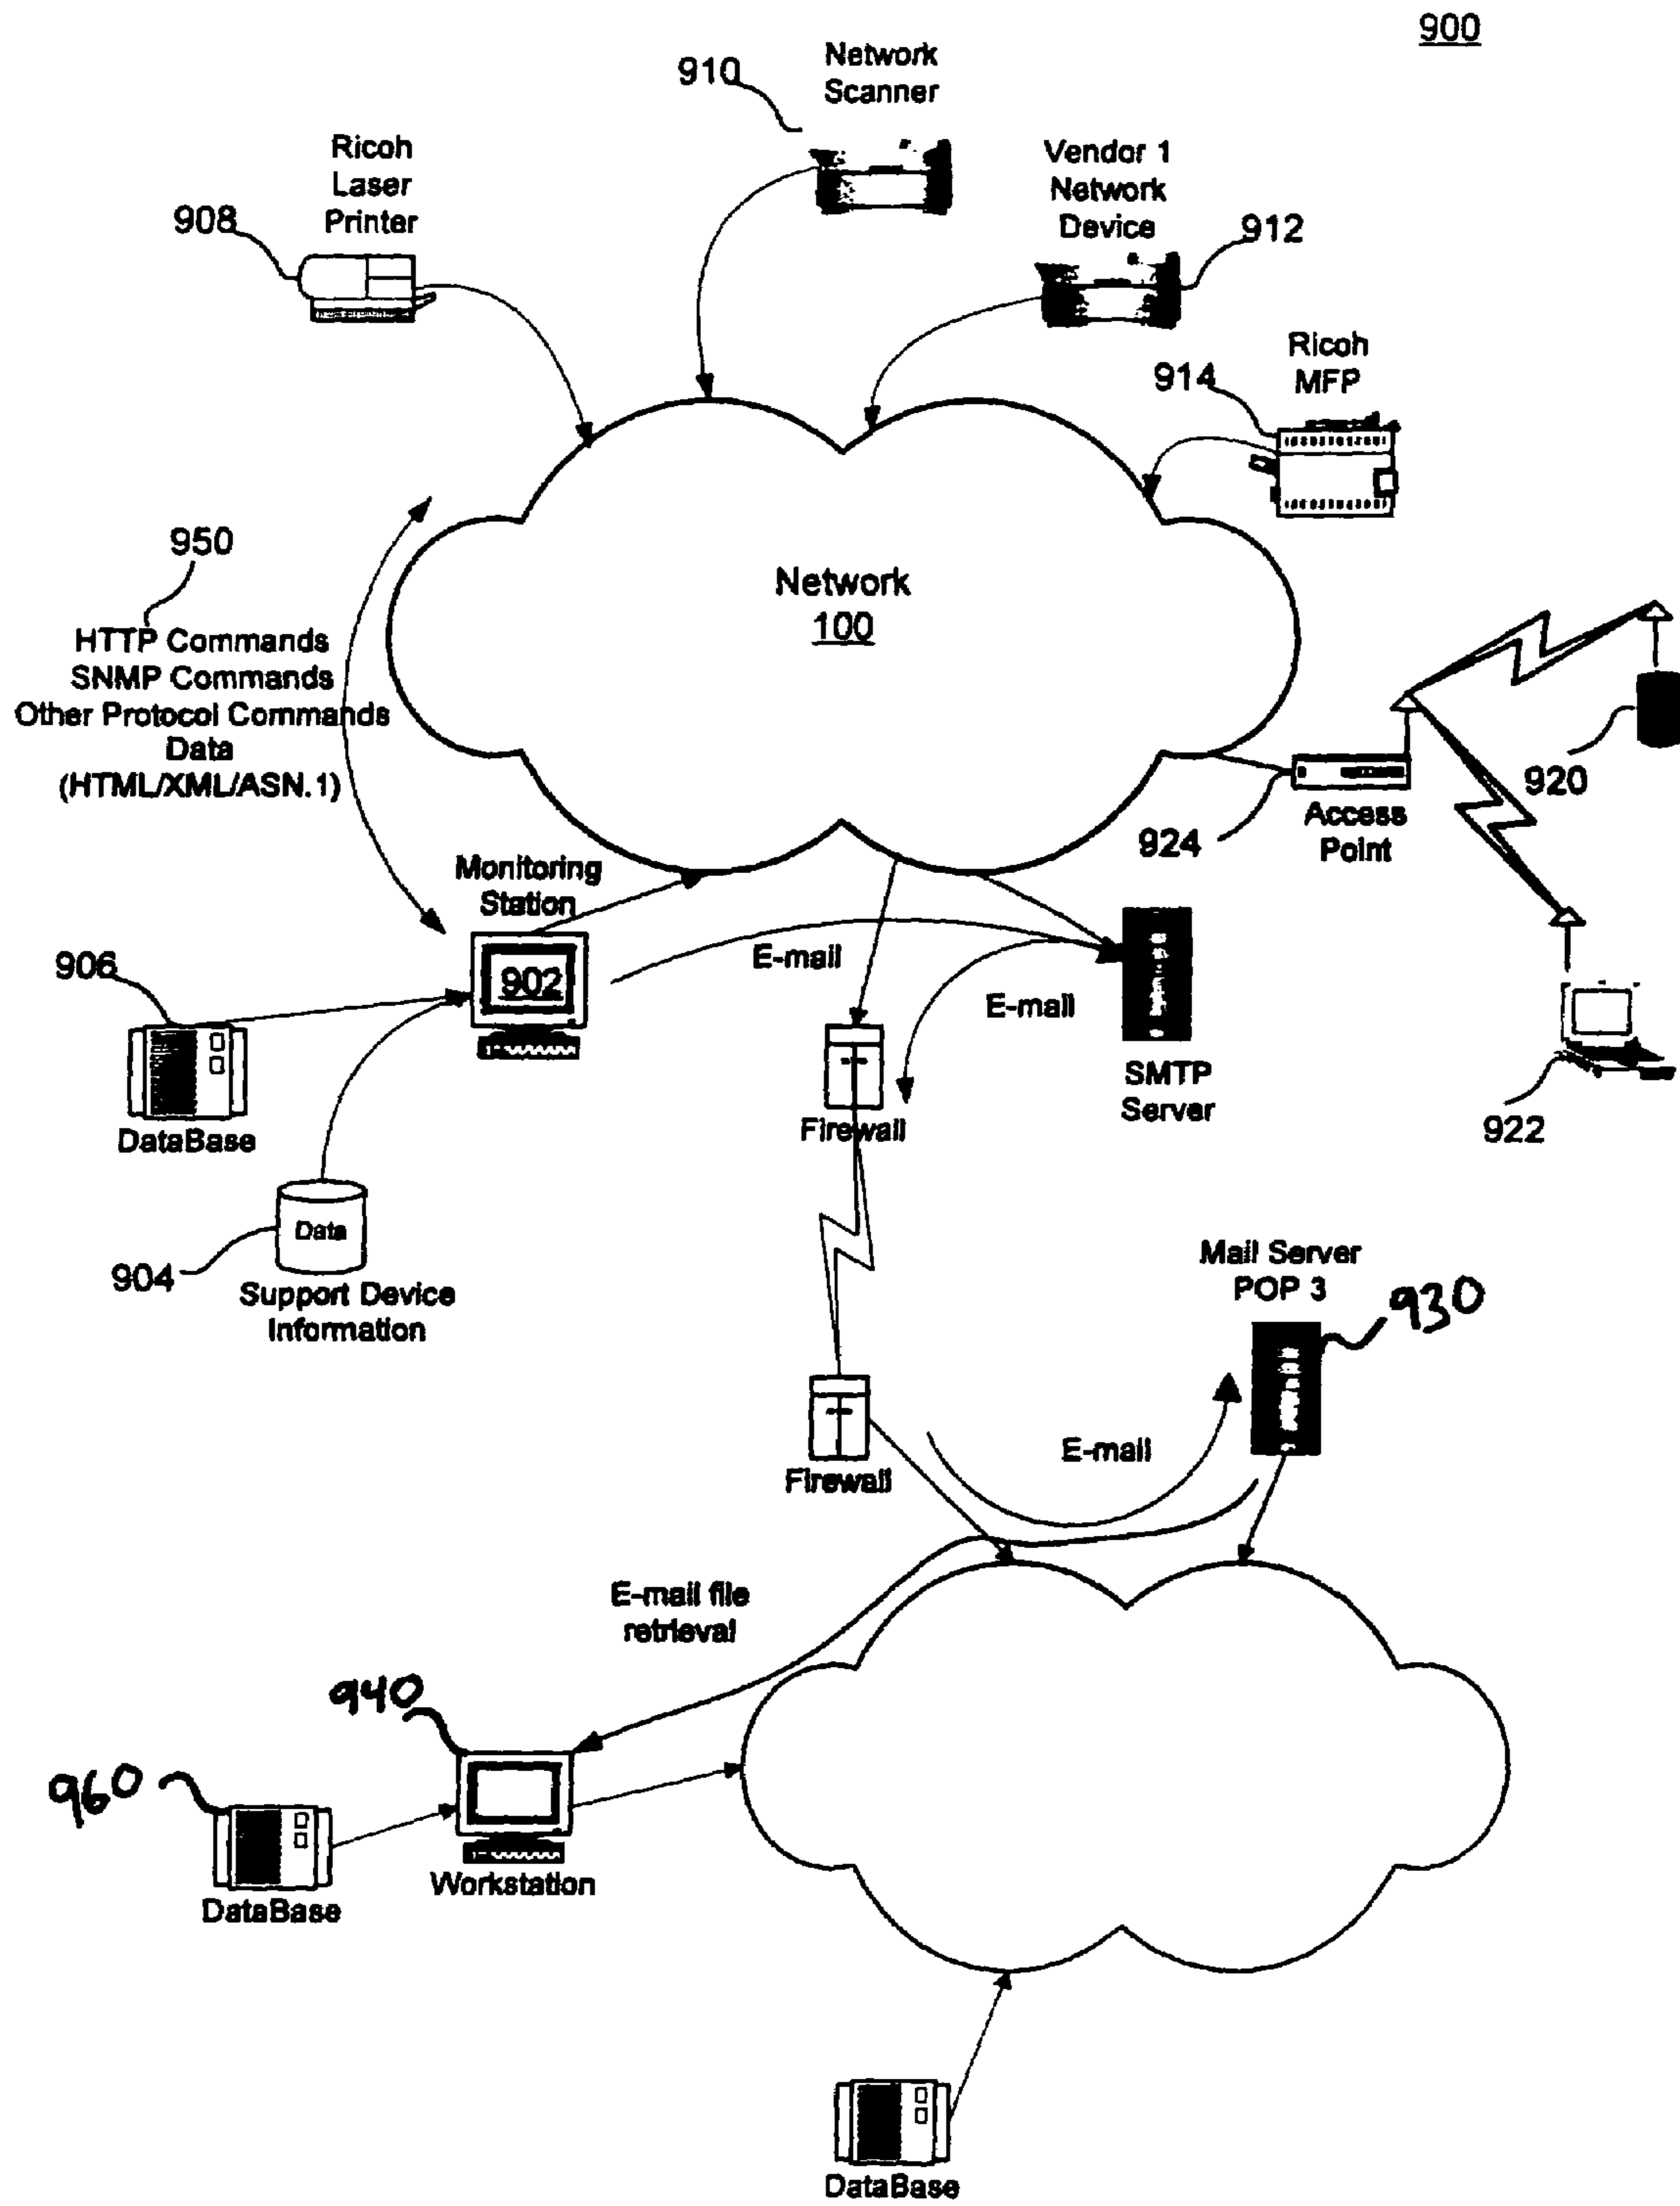 900
910
Network
Scanner
Ricoh
Laser
Printer
908
Vendor 1
Network
Device
912
Ricoh
MFP
914
950
HTTP Commands
SNMP Commands
Other Protocol Commands
Data
(HTML/XML/ASN.1)
Network
100
920
924
Access
Point
922
Monitoring
Station
902
906
DataBase
E-mail
E-mail
SMTP
Server
Firewall
Data
904
Support Device
Information
Mail Server
POP 3
930
Firewall
E-mail
E-mail file
retrieval
940
960
DataBase
Workstation
DataBase